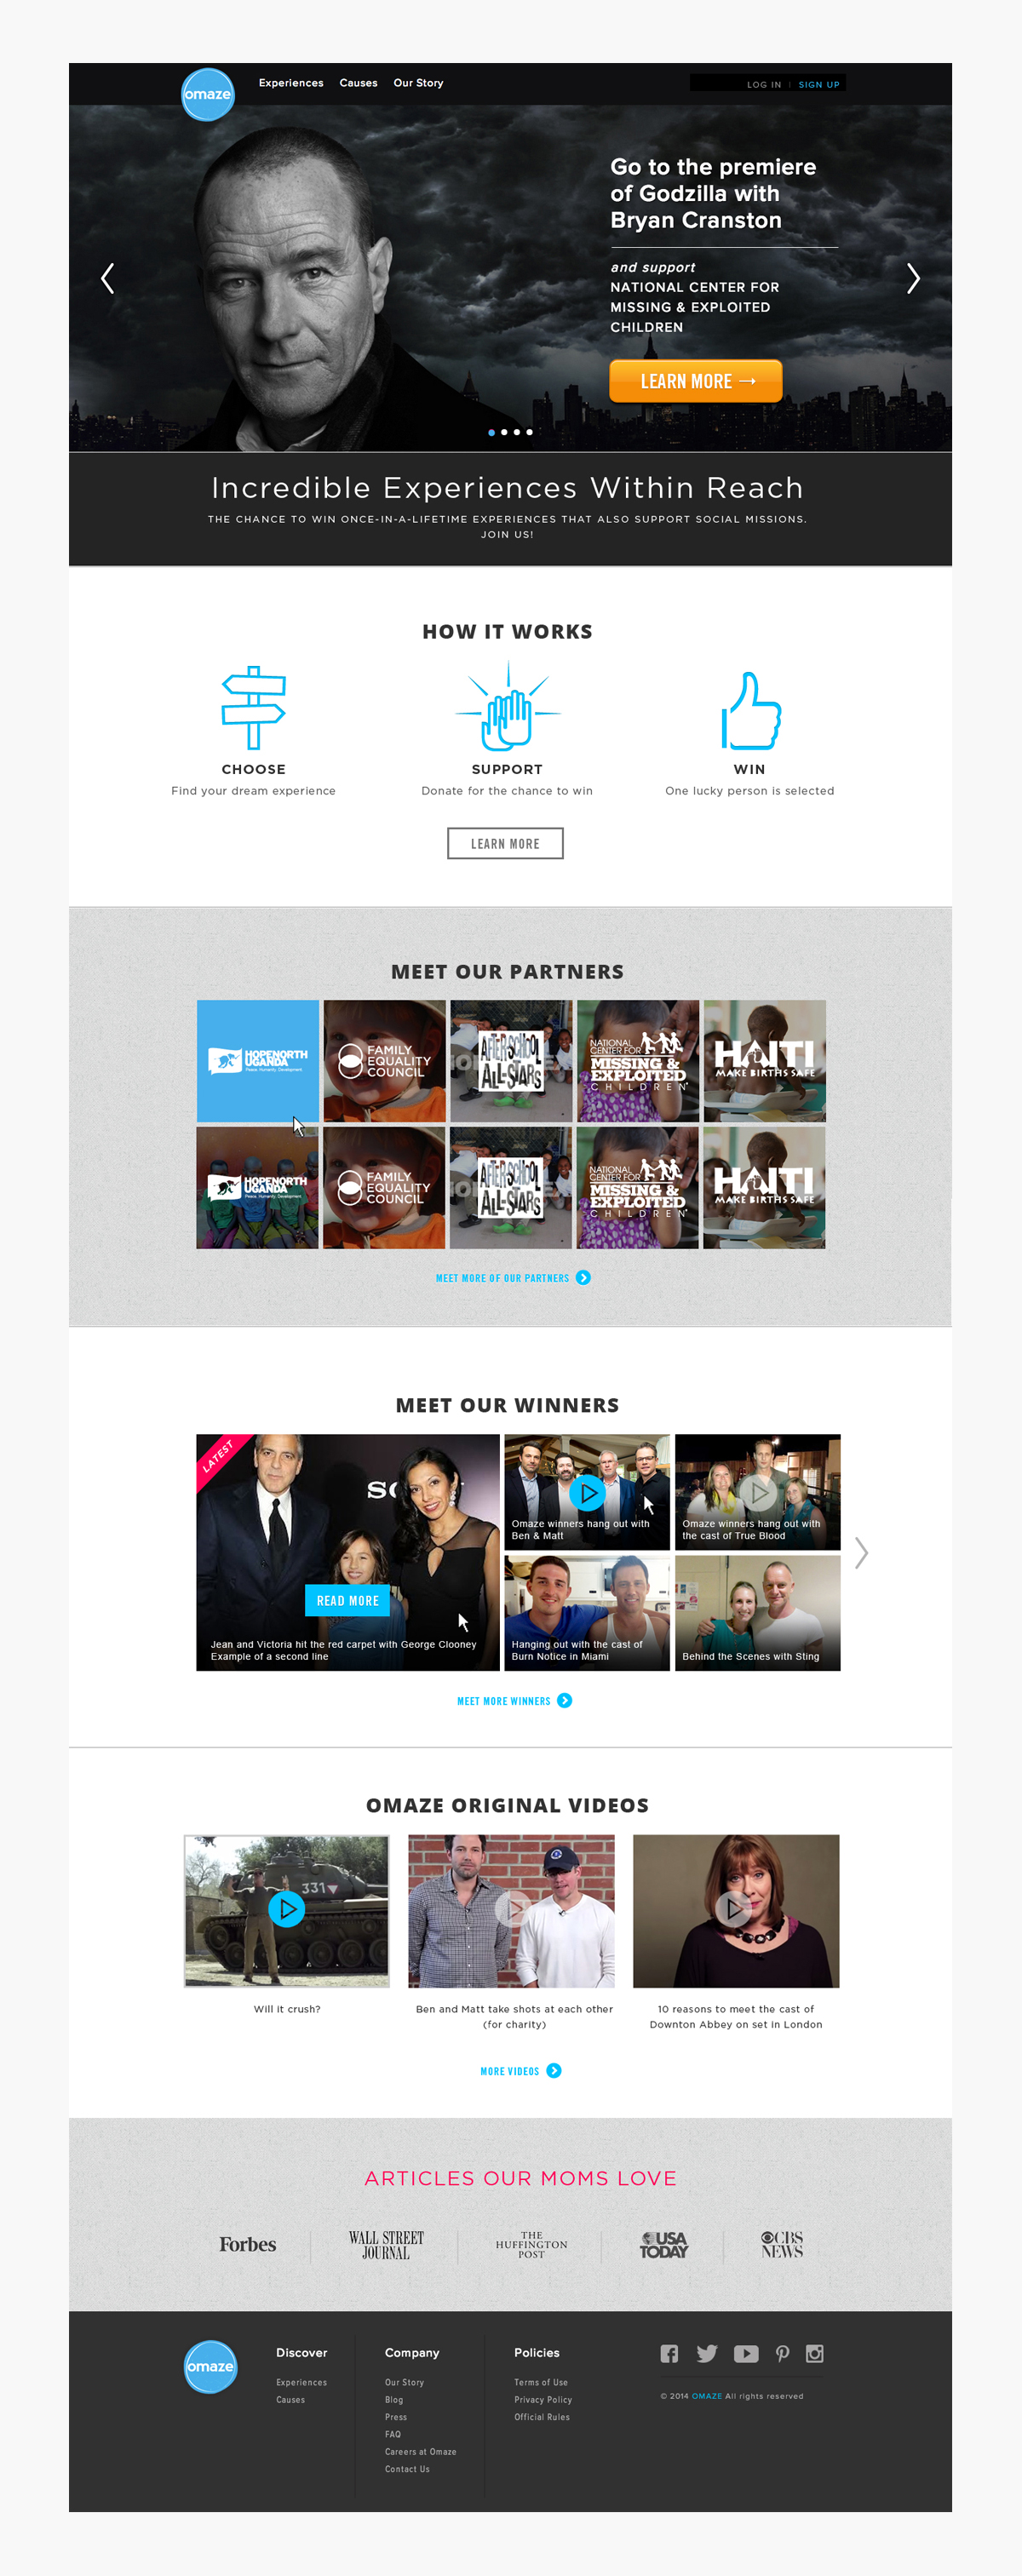 omaze
Experiences Causes Our Story
LOG IN | SIGN UP
Go to the premiere
of Godzilla with
Bryan Cranston
and support
NATIONAL CENTER FOR
MISSING & EXPLOITED
CHILDREN
LEARN MORE →
Incredible Experiences Within Reach
THE CHANCE TO WIN ONCE-IN-A-LIFETIME EXPERIENCES THAT ALSO SUPPORT SOCIAL MISSIONS.
JOIN US!
HOW IT WORKS
CHOOSE
Find your dream experience
SUPPORT
Donate for the chance to win
WIN
One lucky person is selected
LEARN MORE
MEET OUR PARTNERS
HOPENORTH
UGANDA
Peace. Humanity. Development.
FAMILY
EQUALITY
COUNCIL
AFTER-SCHOOL
ALL-STARS
NATIONAL
CENTER FOR
MISSING &
EXPLOITED
CHILDREN
HAITI
MAKE BIRTHS SAFE
HOPENORTH
UGANDA
Peace. Humanity. Development.
FAMILY
EQUALITY
COUNCIL
AFTER-SCHOOL
ALL-STARS
NATIONAL
CENTER FOR
MISSING &
EXPLOITED
CHILDREN
HAITI
MAKE BIRTHS SAFE
MEET MORE OF OUR PARTNERS
MEET OUR WINNERS
LATEST
READ MORE
Jean and Victoria hit the red carpet with George Clooney
Example of a second line
Omaze winners hang out with
Ben & Matt
Omaze winners hang out with
the cast of True Blood
Hanging out with the cast of
Burn Notice in Miami
Behind the Scenes with Sting
MEET MORE WINNERS
OMAZE ORIGINAL VIDEOS
331
Will it crush?
Ben and Matt take shots at each other
(for charity)
10 reasons to meet the cast of
Downton Abbey on set in London
MORE VIDEOS
ARTICLES OUR MOMS LOVE
Forbes
WALL STREET
JOURNAL
THE
HUFFINGTON
POST
USA
TODAY
CBS
NEWS
omaze
Discover
Experiences
Causes
Company
Our Story
Blog
Press
FAQ
Careers at Omaze
Contact Us
Policies
Terms of Use
Privacy Policy
Official Rules
© 2014 OMAZE All rights reserved